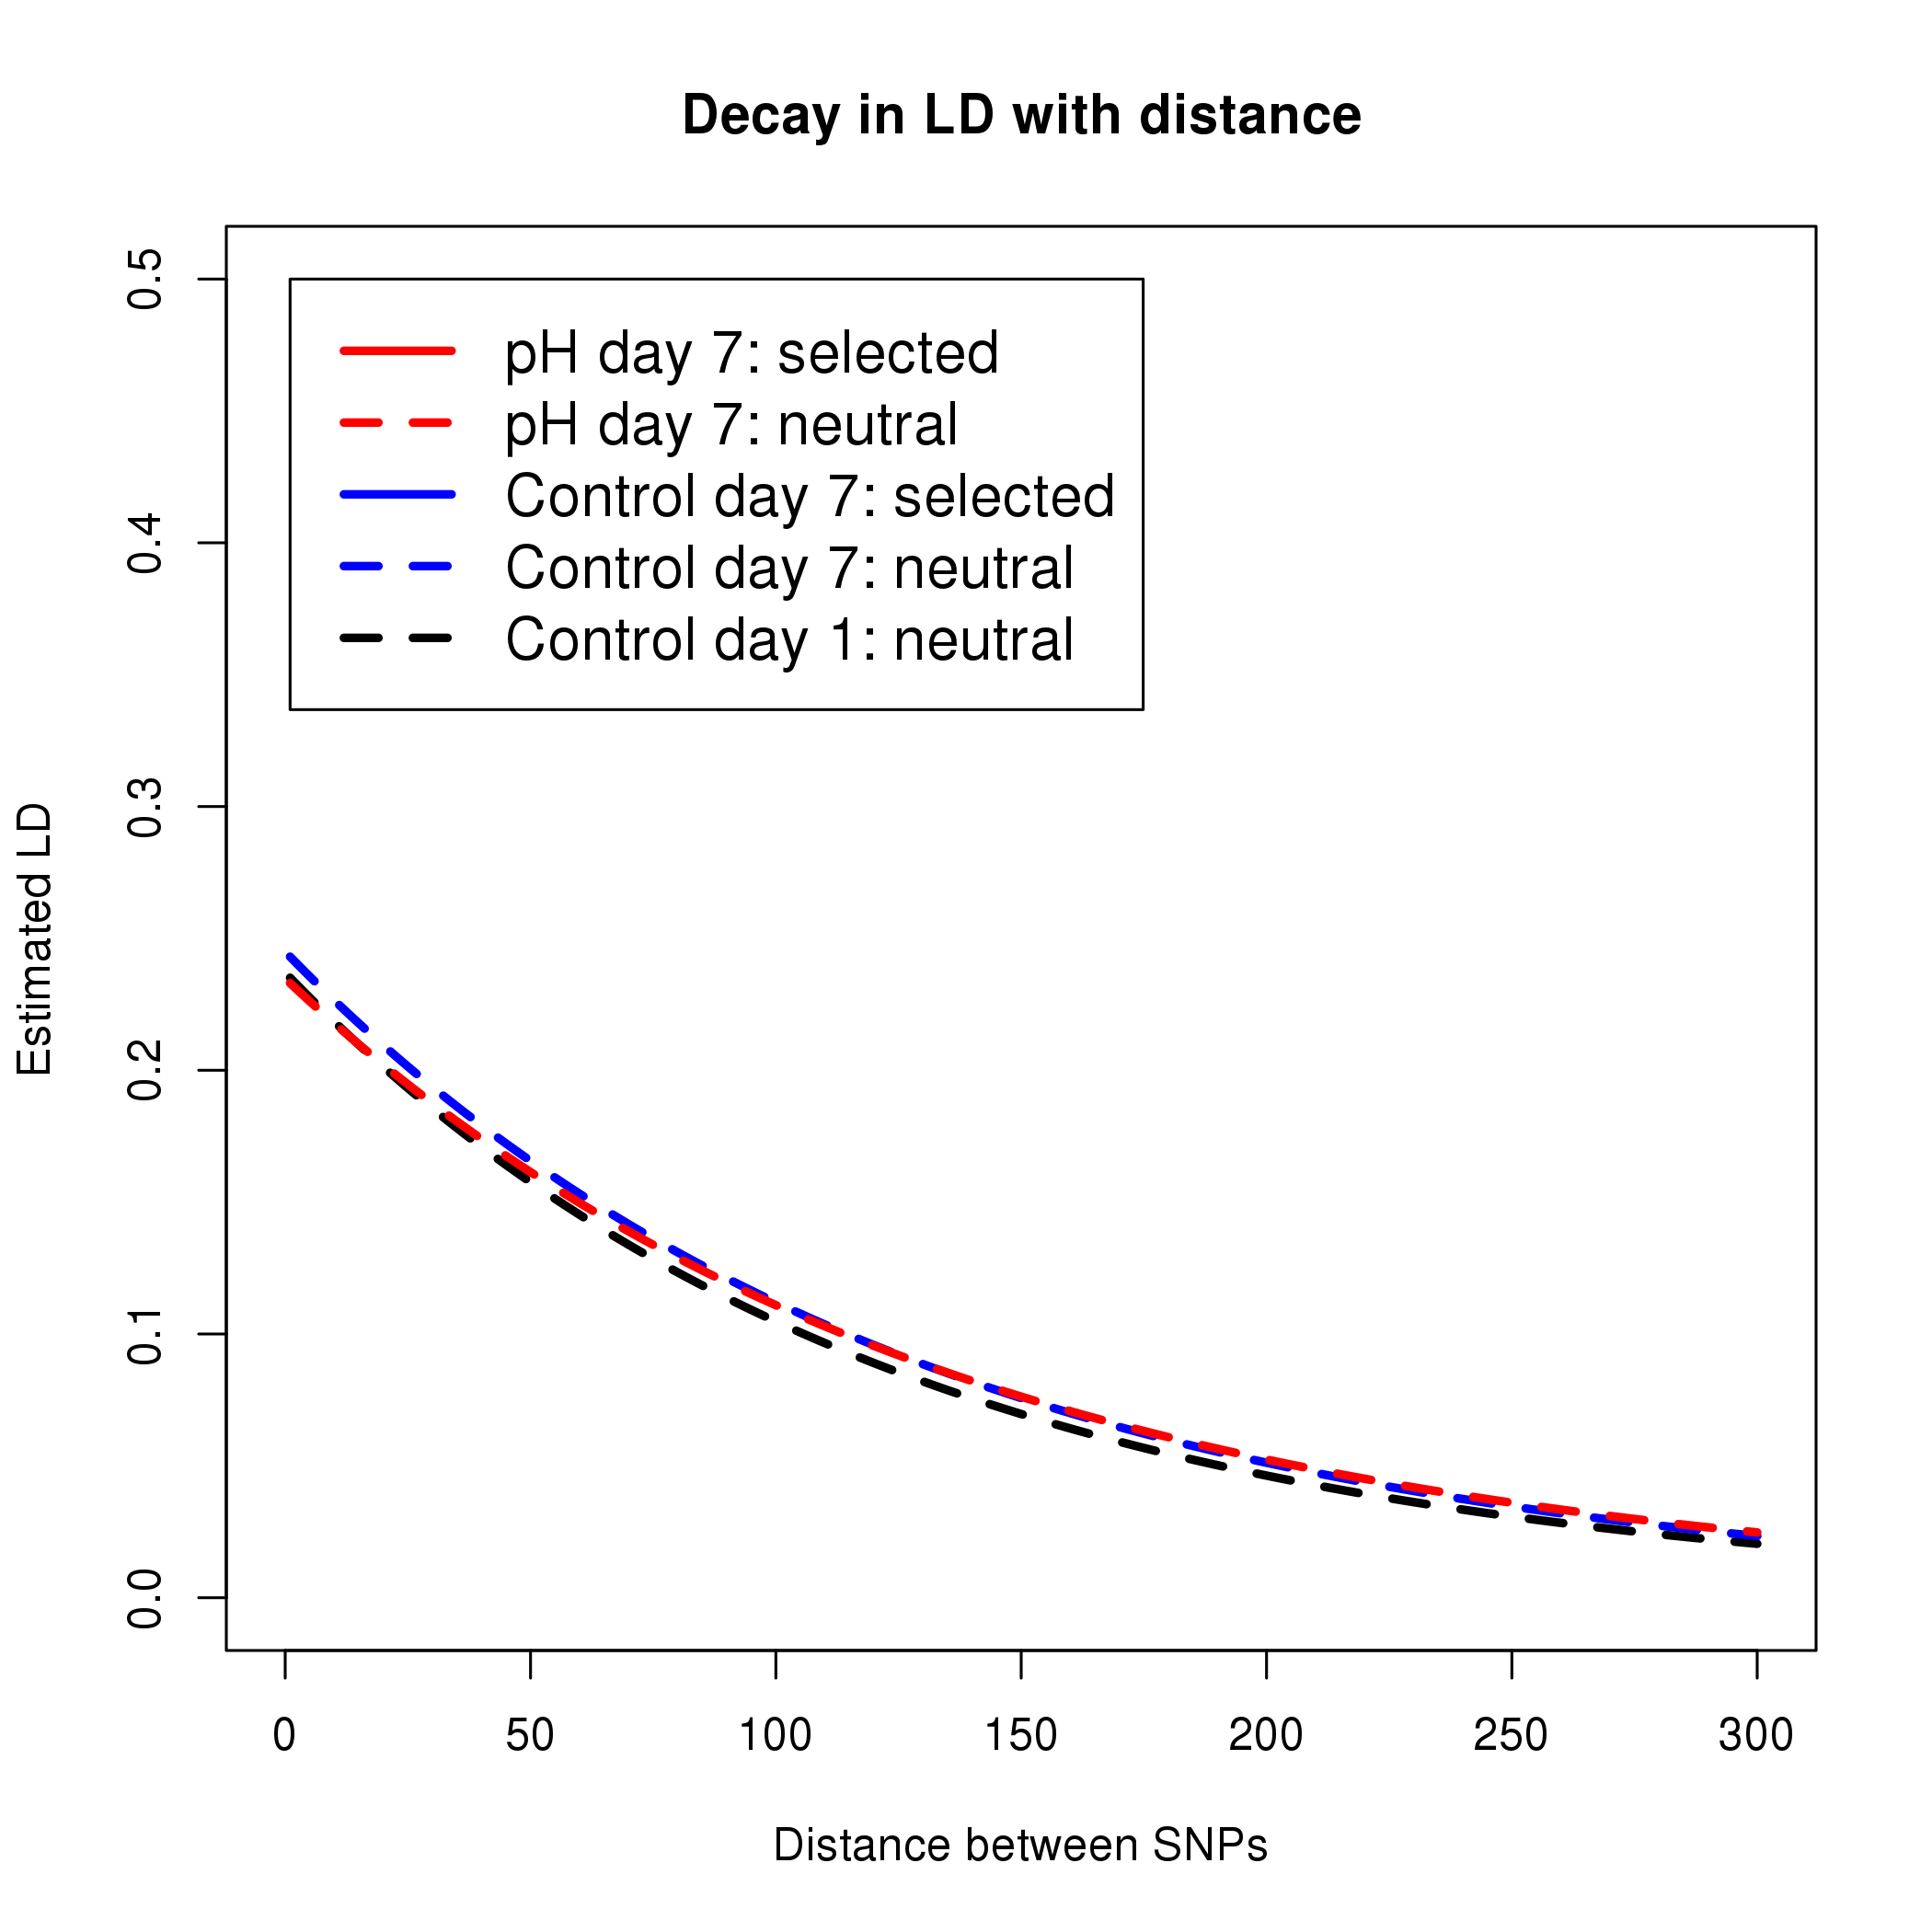 Decay in LD with distance
pH day 7: selected
pH day 7: neutral
Control day 7: selected
Control day 7: neutral
Control day 1: neutral
Estimated LD
0.5
0.4
0.3
0.2
0.1
0.0
0 50 100 150 200 250 300
Distance between SNPs